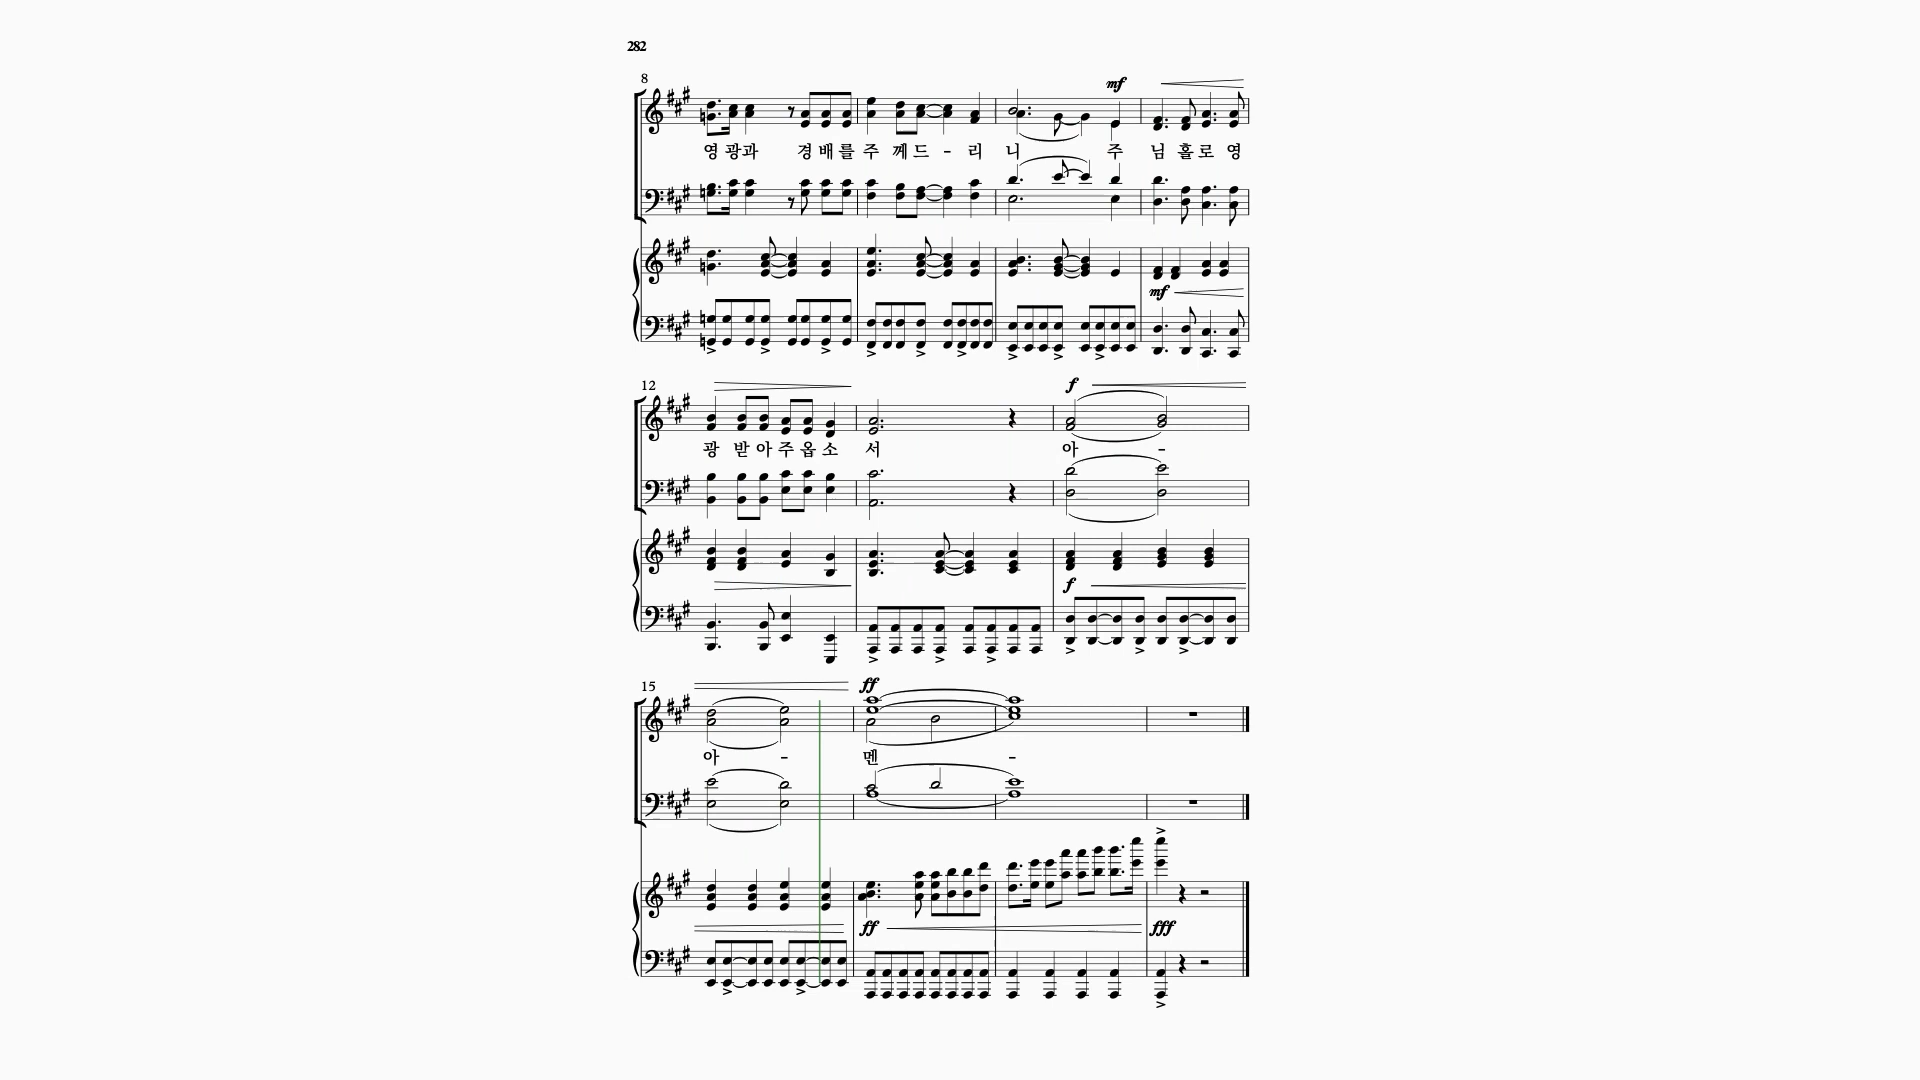 282
8
mf
영 광 과 경 배 를 주 께 드 - 리 니 주 님 홀 로 영
mf
12
f
광 받 아 주 옵 소 서 아 -
f
15
ff
아 - 멘 -
ff fff